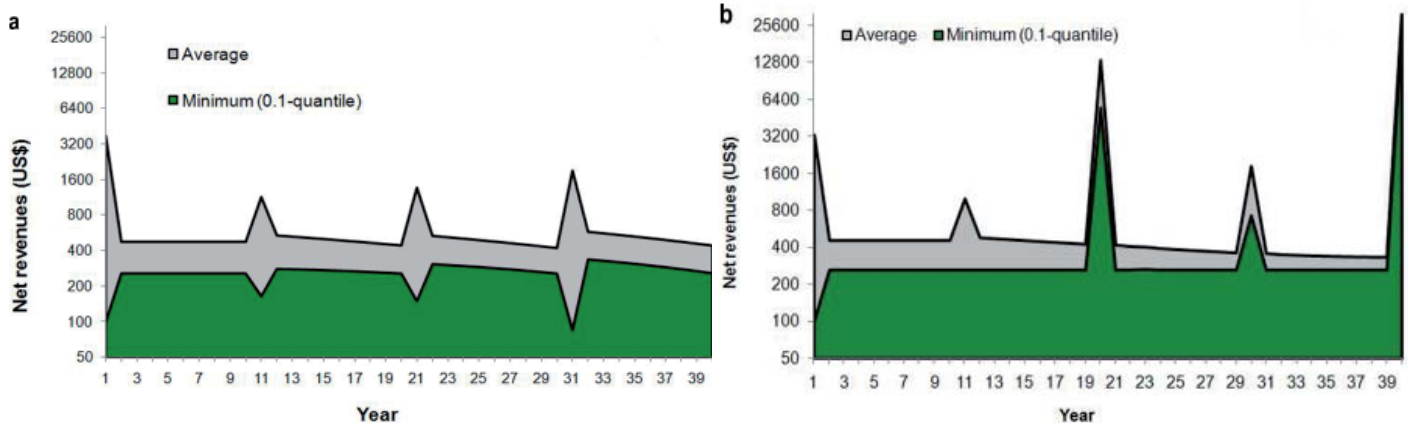 a
25600
12800
6400
3200
1600
800
400
200
100
50
Net revenues (US$)
Average
Minimum (0.1-quantile)
1 3 5 7 9 11 13 15 17 19 21 23 25 27 29 31 33 35 37 39
Year
b
25600
12800
6400
3200
1600
800
400
200
100
50
Net revenues (US$)
Average Minimum (0.1-quantile)
1 3 5 7 9 11 13 15 17 19 21 23 25 27 29 31 33 35 37 39
Year